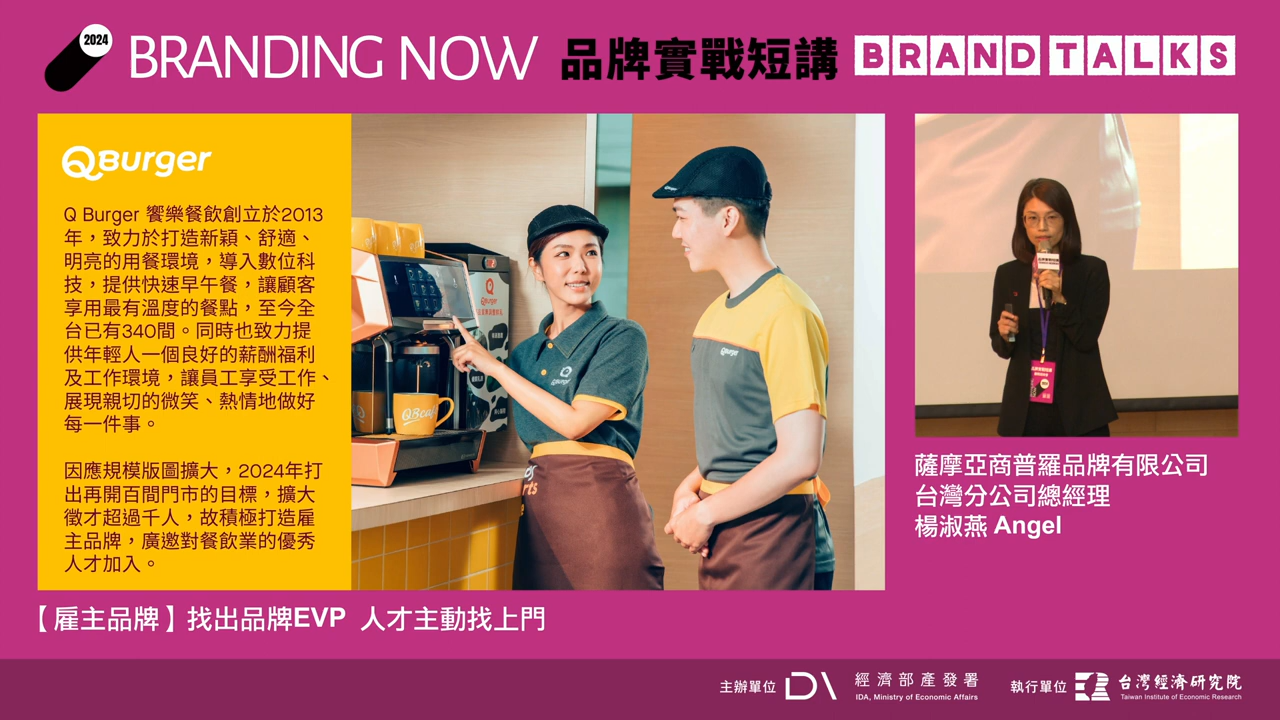 2024
BRANDING NOW 品牌實戰短講 BRAND TALKS
QBurger
Q Burger 饗樂餐飲創立於2013
年，致力於打造新穎、舒適、
明亮的用餐環境，導入數位科
技，提供快速早午餐，讓顧客
享用最有溫度的餐點，至今全
台已有340間。同時也致力提
供年輕人一個良好的薪酬福利
及工作環境，讓員工享受工作、
展現親切的微笑、熱情地做好
每一件事。
因應規模版圖擴大，2024年打
出再開百間門市的目標，擴大
徵才超過千人，故積極打造雇
主品牌，廣邀對餐飲業的優秀
人才加入。
QBurger
QBcafé
QBurger
QBurger
薩摩亞商普羅品牌有限公司
台灣分公司總經理
楊淑燕 Angel
【雇主品牌】找出品牌EVP 人才主動找上門
主辦單位 IDA 經濟部產發署
IDA, Ministry of Economic Affairs
執行單位 台灣經濟研究院
Taiwan Institute of Economic Research